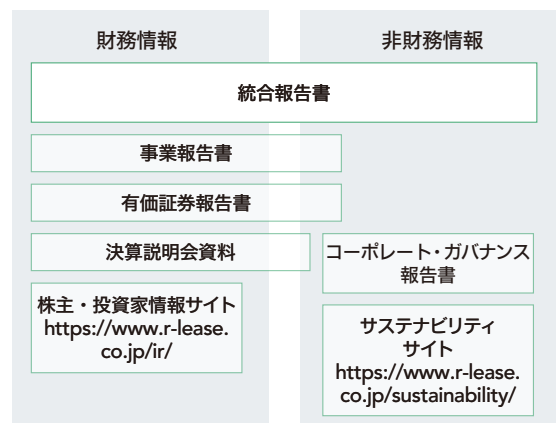 財務情報
非財務情報
統合報告書
事業報告書
有価証券報告書
決算説明会資料
コーポレート・ガバナンス
報告書
株主・投資家情報サイト
https://www.r-lease.
co.jp/ir/
サステナビリティ
サイト
https://www.r-lease.
co.jp/sustainability/